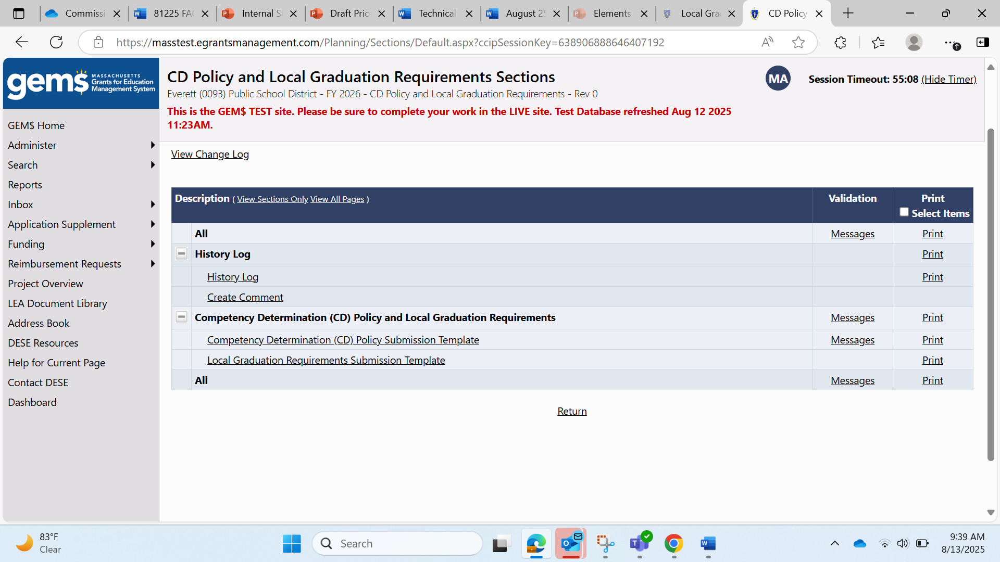 Commissi
81225 FAC
Internal S
Draft Prio
Technical
August 25
Elements
Local Gra
CD Policy
https://masstest.egrantsmanagement.com/Planning/Sections/Default.aspx?ccipSessionKey=638906888646407192
gem$ MASSACHUSETTS
Grants for Education
Management System
CD Policy and Local Graduation Requirements Sections
Everett (0093) Public School District - FY 2026 - CD Policy and Local Graduation Requirements - Rev 0
This is the GEM$ TEST site. Please be sure to complete your work in the LIVE site. Test Database refreshed Aug 12 2025
11:23AM.
MA
Session Timeout: 55:08 (Hide Timer)
GEM$ Home
Administer
Search
Reports
Inbox
Application Supplement
Funding
Reimbursement Requests
Project Overview
LEA Document Library
Address Book
DESE Resources
Help for Current Page
Contact DESE
Dashboard
View Change Log
Description ( View Sections Only View All Pages )
Validation
Print
Select Items
All Messages Print
History Log Print
History Log Print
Create Comment
Competency Determination (CD) Policy and Local Graduation Requirements Messages Print
Competency Determination (CD) Policy Submission Template Messages Print
Local Graduation Requirements Submission Template Print
All Messages Print
Return
83°F
Clear
Search
9:39 AM
8/13/2025